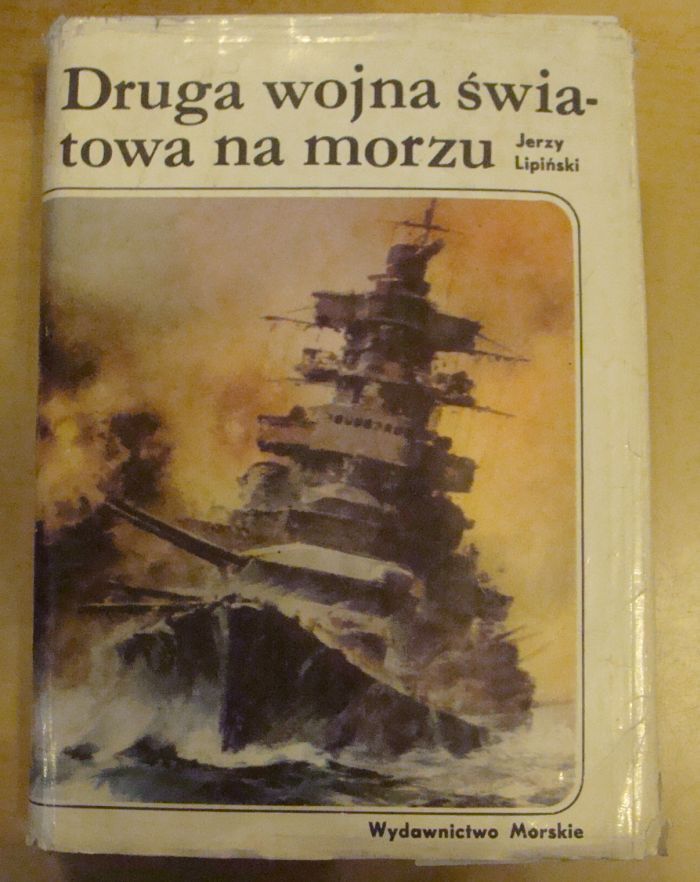 Druga wojna świa-
towa na morzu
Jerzy
Lipiński
Wydawnictwo Morskie